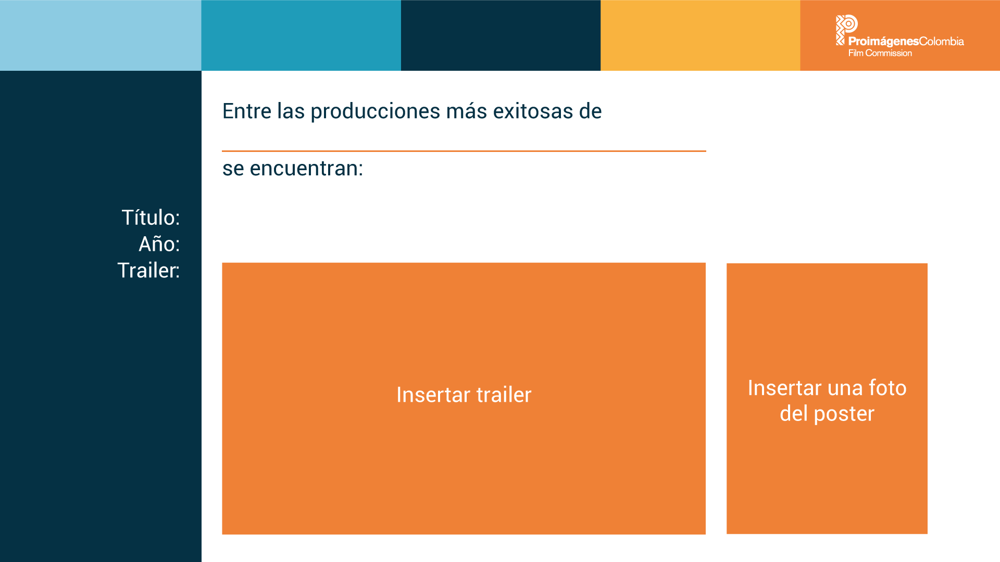 ProimágenesColombia
Film Commission
Entre las producciones más exitosas de
se encuentran:
Título:
Año:
Trailer:
Insertar trailer
Insertar una foto
del poster